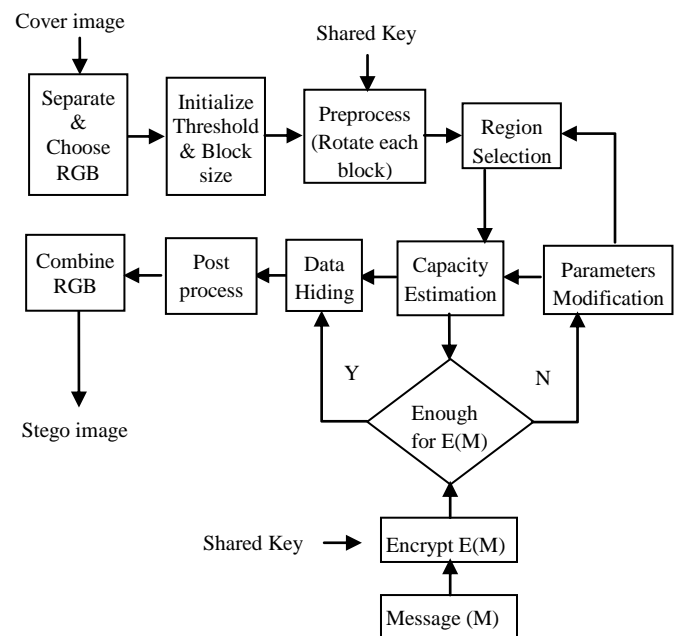 Cover image
Shared Key
Separate
&
Choose
RGB
Initialize
Threshold
& Block
size
Preprocess
(Rotate each
block)
Region
Selection
Combine
RGB
Post
process
Data
Hiding
Capacity
Estimation
Parameters
Modification
Y
N
Enough
for E(M)
Stego image
Shared Key
Encrypt E(M)
Message (M)